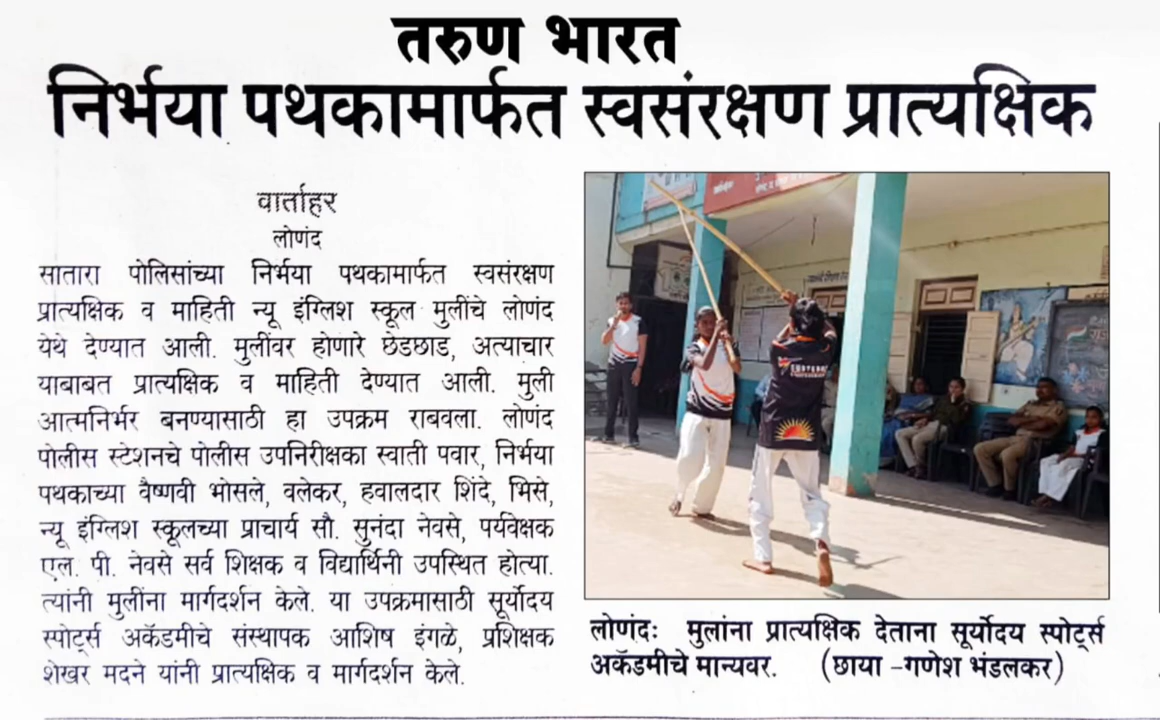 तरुण भारत
निर्भया पथकामार्फत स्वसंरक्षण प्रात्यक्षिक
वार्ताहर
लोणंद
सातारा पोलिसांच्या निर्भया पथकामार्फत स्वसंरक्षण
प्रात्यक्षिक व माहिती न्यू इंग्लिश स्कूल मुलींचे लोणंद
येथे देण्यात आली. मुलींवर होणारे छेडछाड, अत्याचार
याबाबत प्रात्यक्षिक व माहिती देण्यात आली. मुली
आत्मनिर्भर बनण्यासाठी हा उपक्रम राबवला. लोणंद
पोलीस स्टेशनचे पोलीस उपनिरीक्षका स्वाती पवार, निर्भया
पथकाच्या वैष्णवी भोसले, वलेकर, हवालदार शिंदे, भिसे,
न्यू इंग्लिश स्कूलच्या प्राचार्य सौ. सुनंदा नेवसे, पर्यवेक्षक
एल. पी. नेवसे सर्व शिक्षक व विद्यार्थिनी उपस्थित होत्या.
त्यांनी मुलींना मार्गदर्शन केले. या उपक्रमासाठी सूर्योदय
स्पोर्ट्स अकॅडमीचे संस्थापक आशिष इंगळे, प्रशिक्षक
शेखर मदने यांनी प्रात्यक्षिक व मार्गदर्शन केले.
लोणंदः मुलांना प्रात्यक्षिक देताना सूर्योदय स्पोर्ट्स
अकॅडमीचे मान्यवर. (छाया -गणेश भंडलकर)